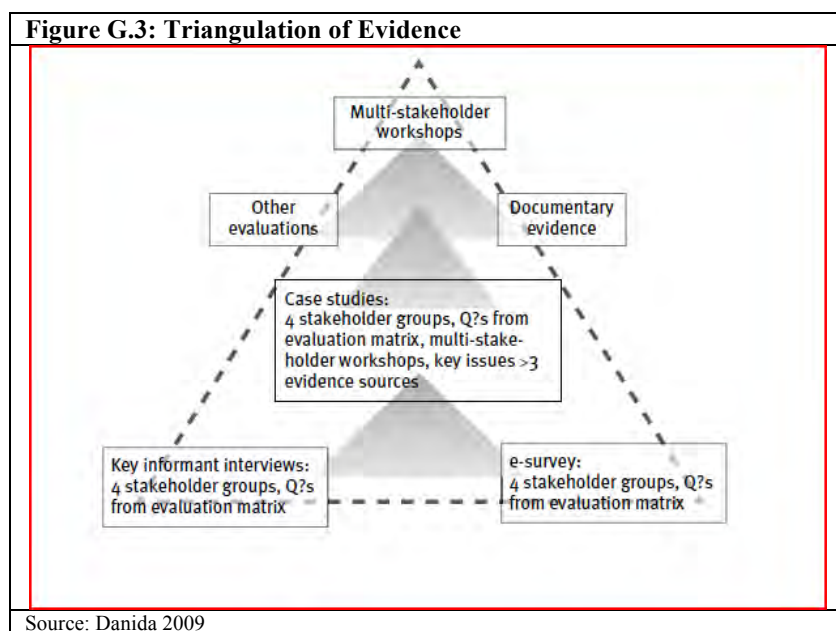 Figure G.3: Triangulation of Evidence
Multi-stakeholder
workshops
Other
evaluations
Documentary
evidence
Case studies:
4 stakeholder groups, Q?s from
evaluation matrix, multi-stake-
holder workshops, key issues >3
evidence sources
Key informant interviews:
4 stakeholder groups, Q?s
from evaluation matrix
e-survey:
4 stakeholder groups, Q?s
from evaluation matrix
Source: Danida 2009